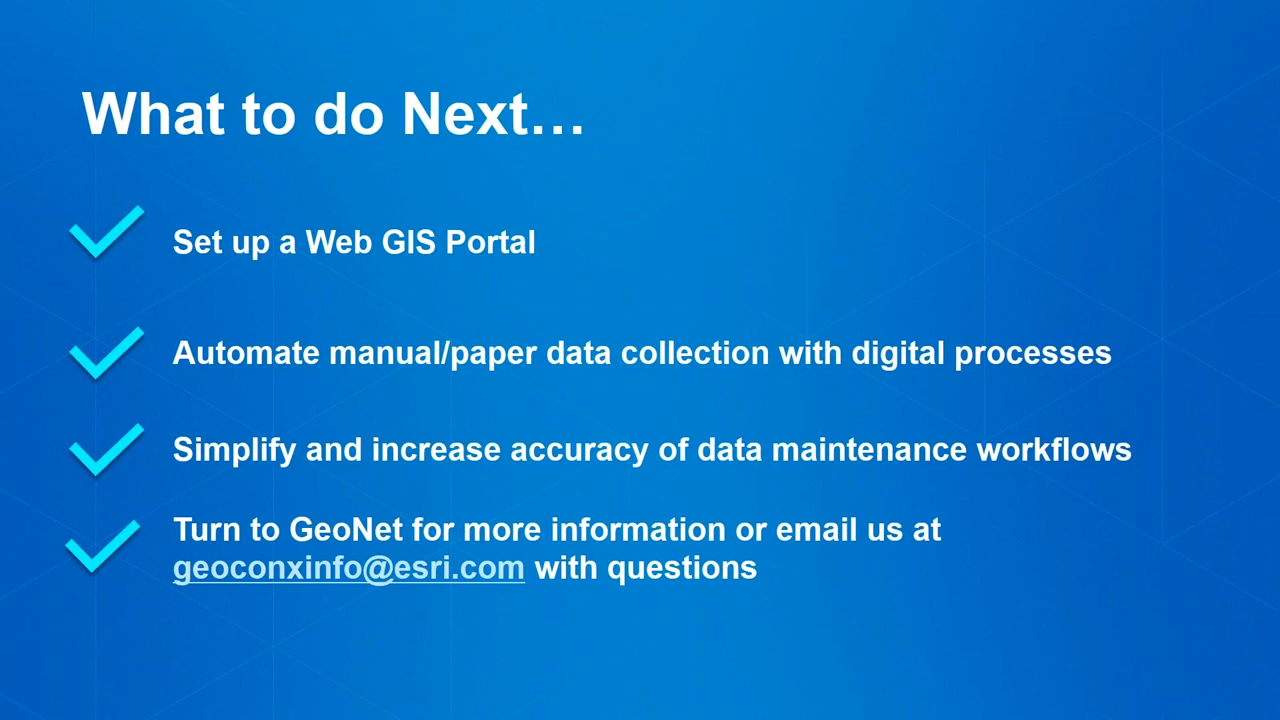 What to do Next…
Set up a Web GIS Portal
Automate manual/paper data collection with digital processes
Simplify and increase accuracy of data maintenance workflows
Turn to GeoNet for more information or email us at
geoconxinfo@esri.com with questions